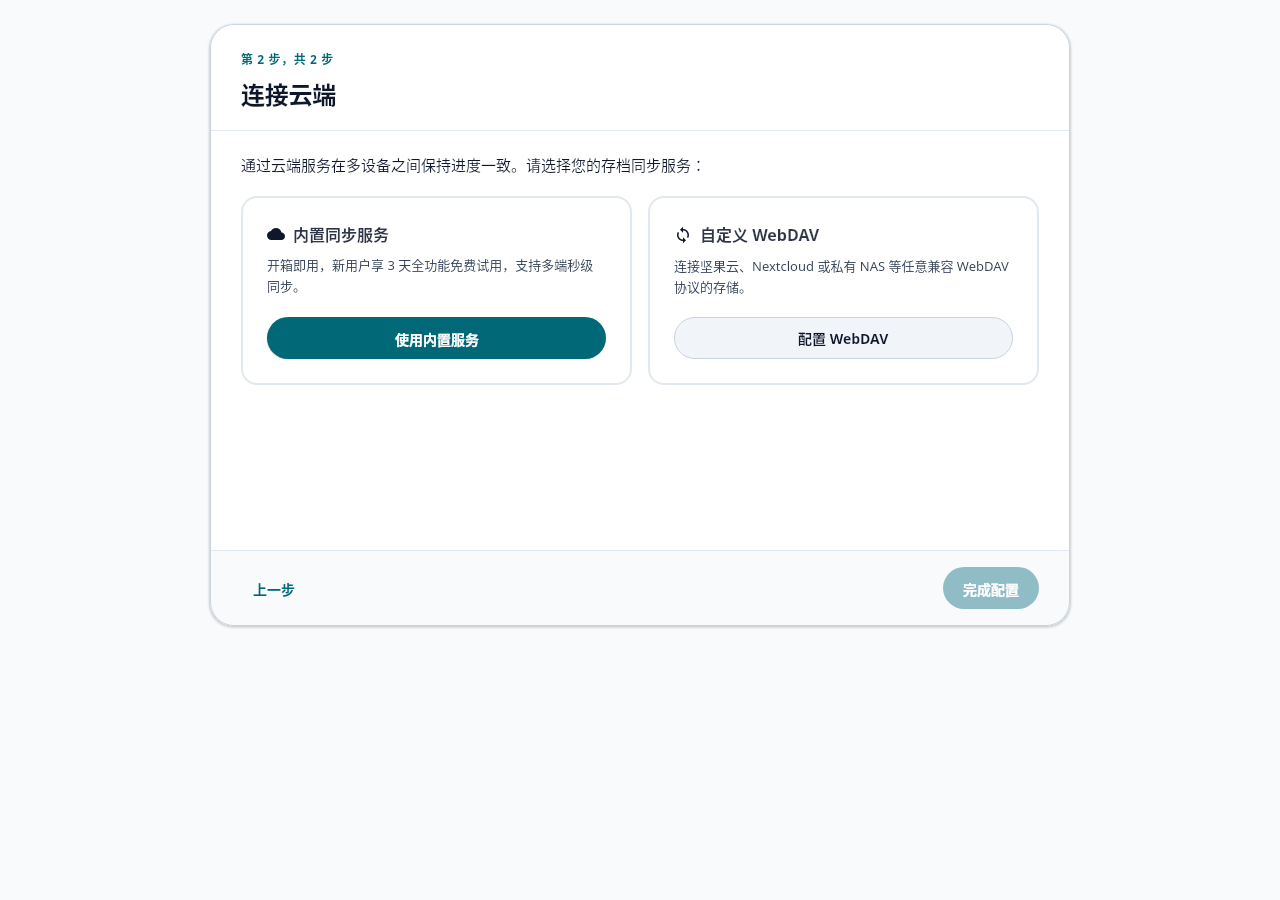 第 2 步，共 2 步
连接云端
通过云端服务在多设备之间保持进度一致。请选择您的存档同步服务：
内置同步服务
开箱即用，新用户享 3 天全功能免费试用，支持多端秒级
同步。
使用内置服务
自定义 WebDAV
连接坚果云、Nextcloud 或私有 NAS 等任意兼容 WebDAV
协议的存储。
配置 WebDAV
上一步
完成配置